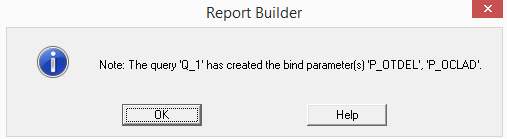 Report Builder
Note: The query 'Q_1' has created the bind parameter(s) 'P_OTDEL', 'P_OCLAD'.
OK
Help